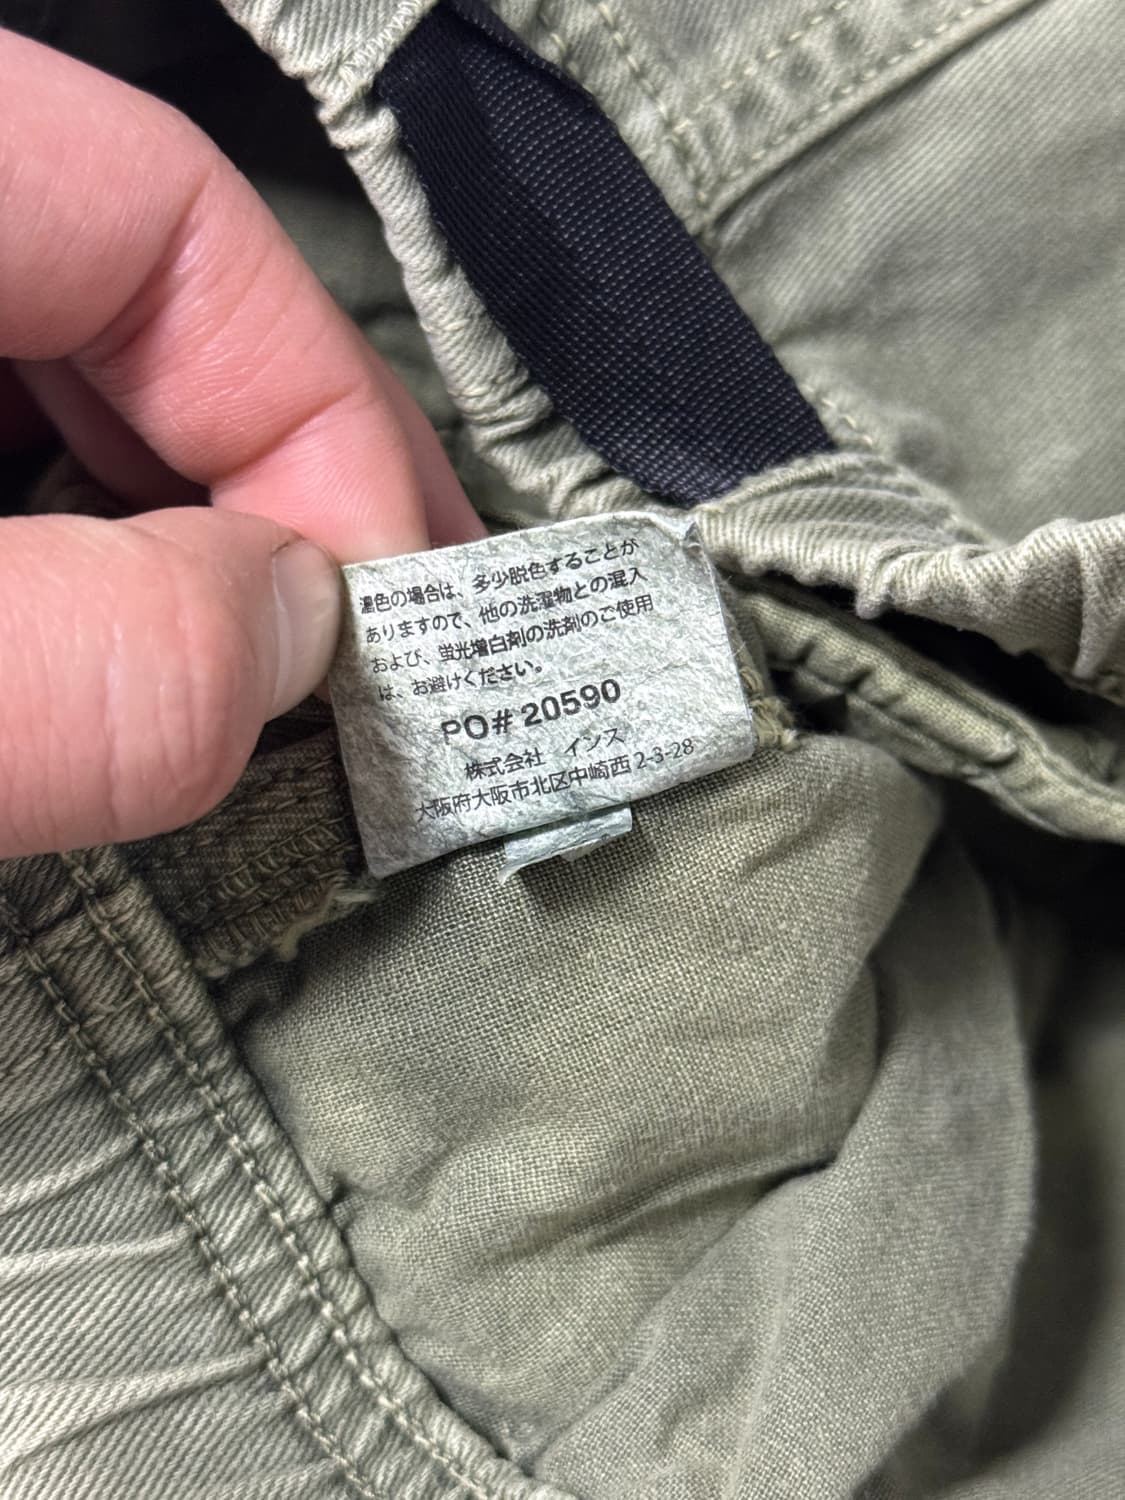 濃色の場合は、多少脱色することが
ありますので、他の洗濯物との混入
および、蛍光増白剤の洗剤のご使用
は、お避けください。
PO# 20590
株式会社 インス
大阪府大阪市北区中崎西 2-3-28